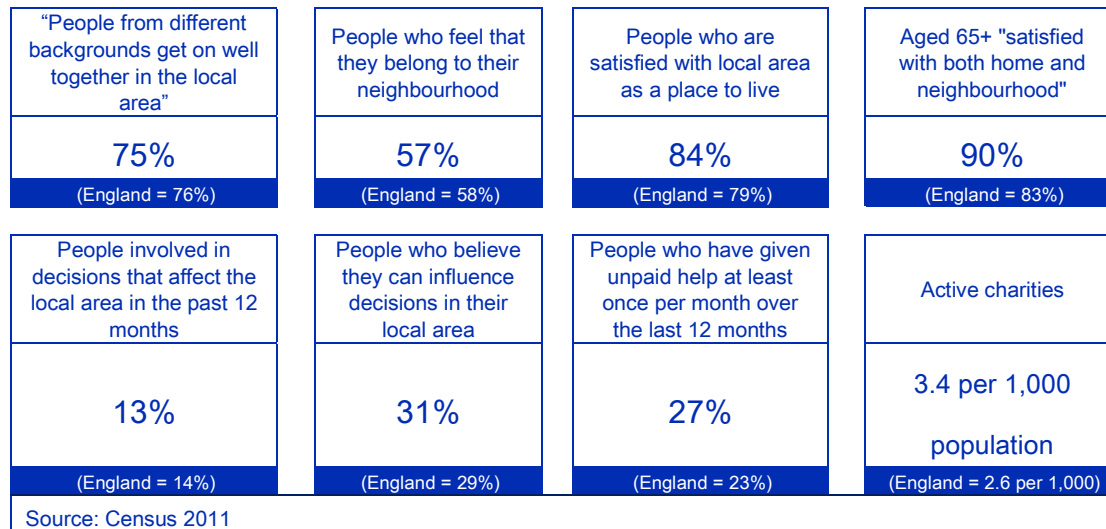 “People from different
backgrounds get on well
together in the local
area”
75%
(England = 76%)
People who feel that
they belong to their
neighbourhood
57%
(England = 58%)
People who are
satisfied with local area
as a place to live
84%
(England = 79%)
Aged 65+ "satisfied
with both home and
neighbourhood"
90%
(England = 83%)
People involved in
decisions that affect the
local area in the past 12
months
13%
(England = 14%)
People who believe
they can influence
decisions in their
local area
31%
(England = 29%)
People who have given
unpaid help at least
once per month over
the last 12 months
27%
(England = 23%)
Active charities
3.4 per 1,000
population
(England = 2.6 per 1,000)
Source: Census 2011